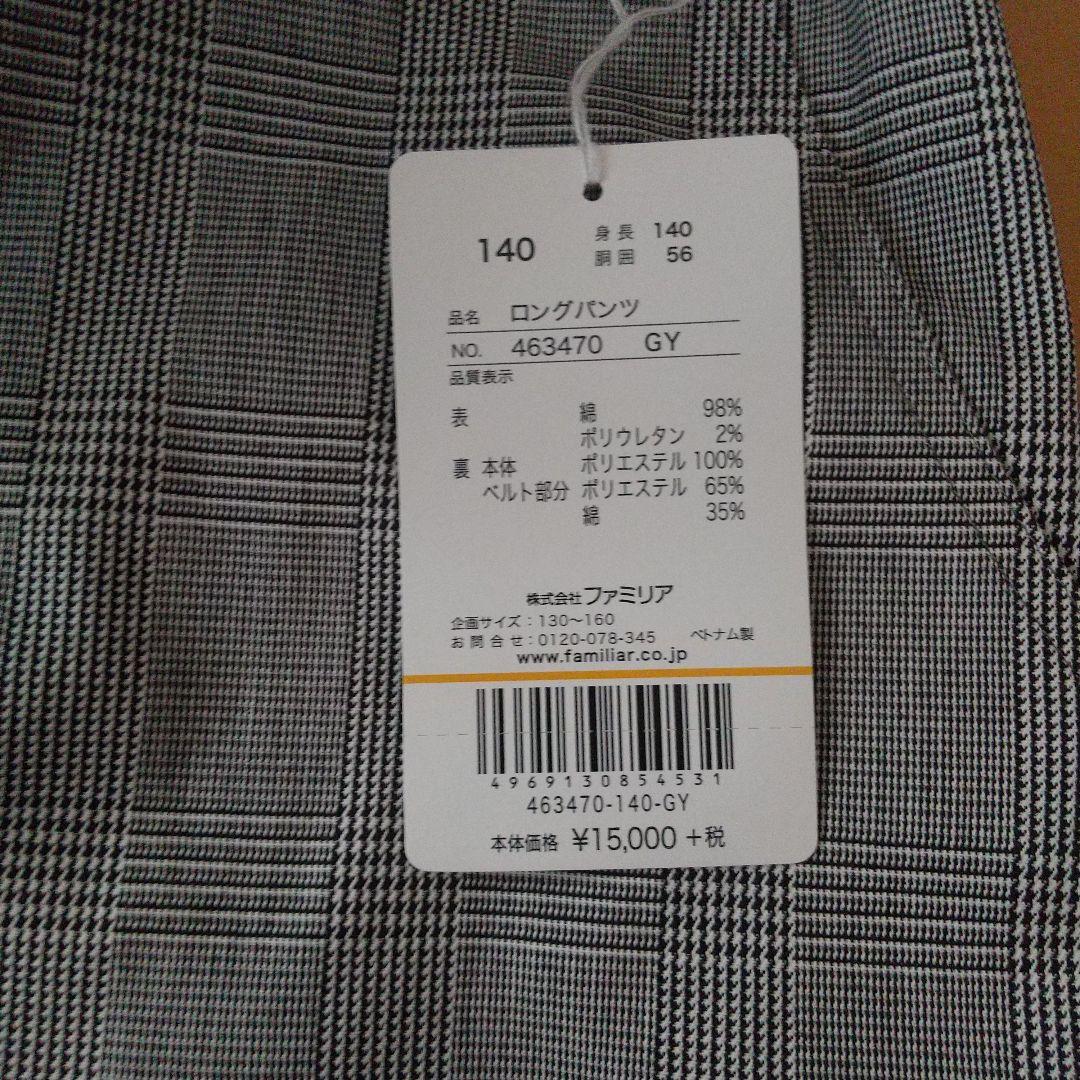 140 身長 140
胴囲 56
品名 ロングパンツ
NO. 463470 GY
品質表示
表 綿 98%
ポリウレタン 2%
裏 本体 ポリエステル 100%
ベルト部分 ポリエステル 65%
綿 35%
株式会社ファミリア
企画サイズ：130～160
お問合せ：0120-078-345 ベトナム製
www.familiar.co.jp
4969130854531
463470-140-GY
本体価格 ¥15,000 +税